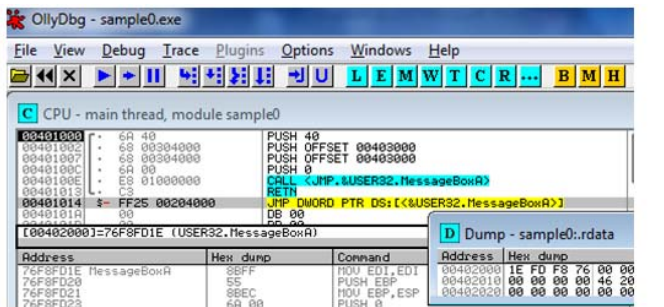 OllyDbg - sample0.exe
File View Debug Trace Plugins Options Windows Help
L E M W T C R ... B M H
C CPU - main thread, module sample0
00401000 . 6A 40 PUSH 40
00401002 . 68 00304000 PUSH OFFSET 00403000
00401007 . 68 00304000 PUSH OFFSET 00403000
0040100C . 6A 00 PUSH 0
0040100E . E8 01000000 CALL <JMP.&USER32.MessageBoxA>
00401013 . C3 RETN
00401014 $- FF25 00204000 JMP DWORD PTR DS:[<&USER32.MessageBoxA>]
0040101A 00 DB 00
[00402000]=76F8FD1E (USER32.MessageBoxA)
Address Hex dump Command
76F8FD1E MessageBoxA 8BFF MOV EDI,EDI
76F8FD20 55 PUSH EBP
76F8FD21 8BEC MOV EBP,ESP
76F8FD23 6A 00 PUSH 0
D Dump - sample0:.rdata
Address Hex dump
00402000 1E FD F8 76 00 00
00402010 00 00 00 00 46 20
00402020 00 00 00 00 00 00